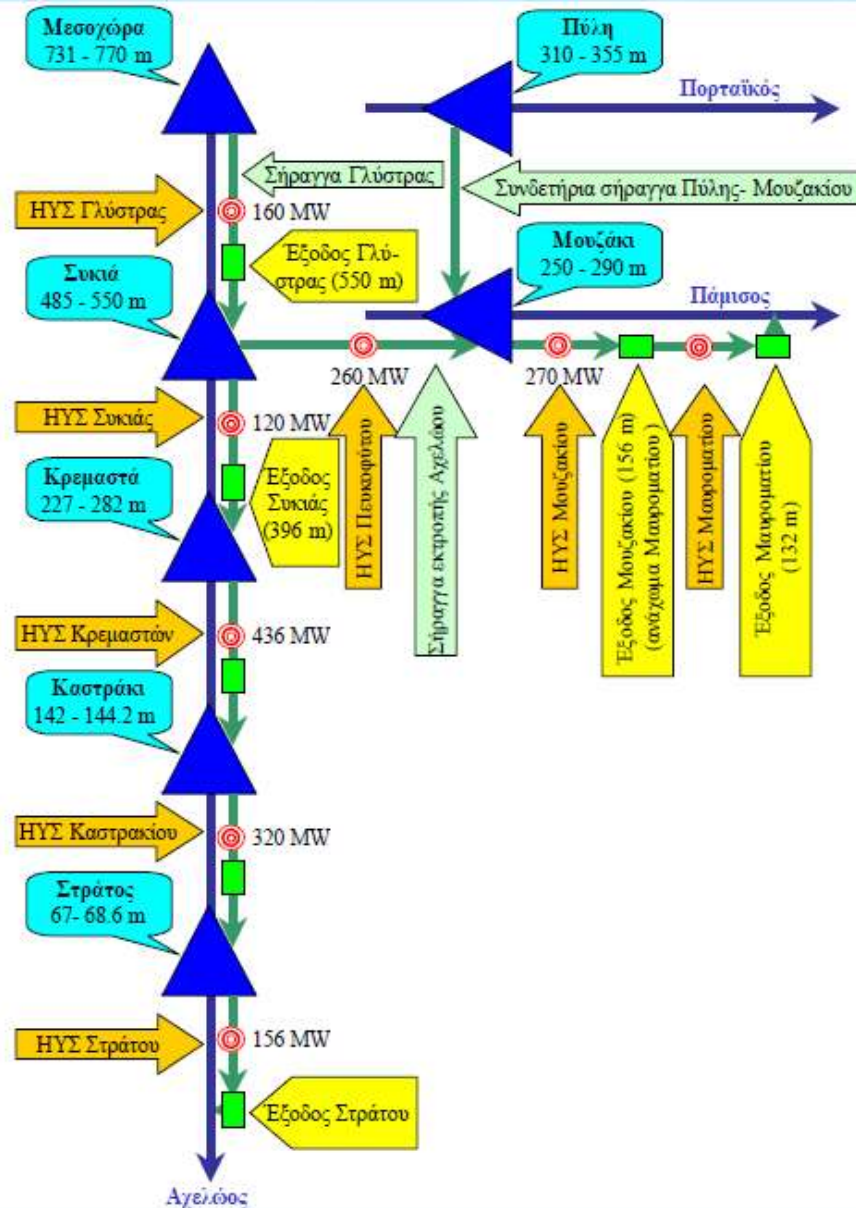 Μεσοχώρα
731 - 770 m
Πύλη
310 - 355 m
Πορταϊκός
Σήραγγα Γλύστρας
Συνδετήρια σήραγγα Πύλης- Μουζακίου
ΗΥΣ Γλύστρας
160 MW
Έξοδος Γλύ-
στρας (550 m)
Μουζάκι
250 - 290 m
Συκιά
485 - 550 m
Πάμισος
260 MW
270 MW
ΗΥΣ Συκιάς
120 MW
Έξοδος
Συκιάς
(396 m)
Κρεμαστά
227 - 282 m
ΗΥΣ Πευκοφύτου
Σήραγγα εκτροπής Αχελώου
ΗΥΣ Μουζακίου
Έξοδος Μουζακίου (156 m)
(ανάχωμα Μαυροματίου)
ΗΥΣ Μαυροματίου
Έξοδος Μαυροματίου
(132 m)
ΗΥΣ Κρεμαστών
436 MW
Καστράκι
142 - 144.2 m
ΗΥΣ Καστρακίου
320 MW
Στράτος
67- 68.6 m
ΗΥΣ Στράτου
156 MW
Έξοδος Στράτου
Αχελώος